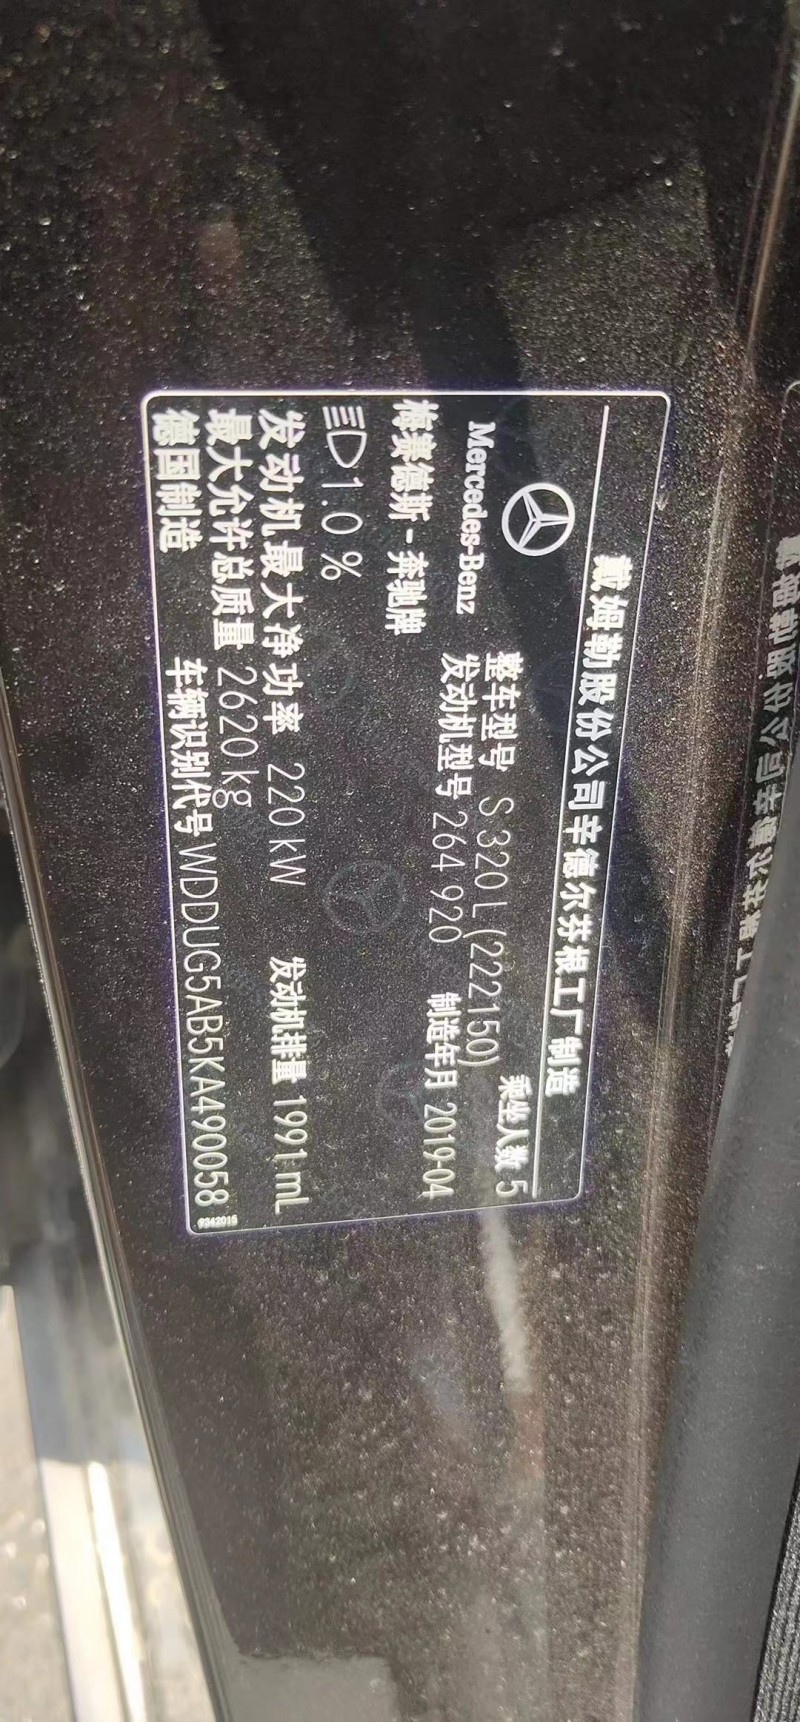 戴姆勒股份公司辛德尔芬根工厂制造
Mercedes-Benz
整车型号 S 320 L (222150) 乘坐人数 5
发动机型号 264 920 制造年月 2019-04
梅赛德斯-奔驰牌
1.0 %
发动机最大净功率 220 kW 发动机排量 1991 mL
最大允许总质量 2620 kg
德国制造 车辆识别代号 WDDUG5AB5KA490058
9342015